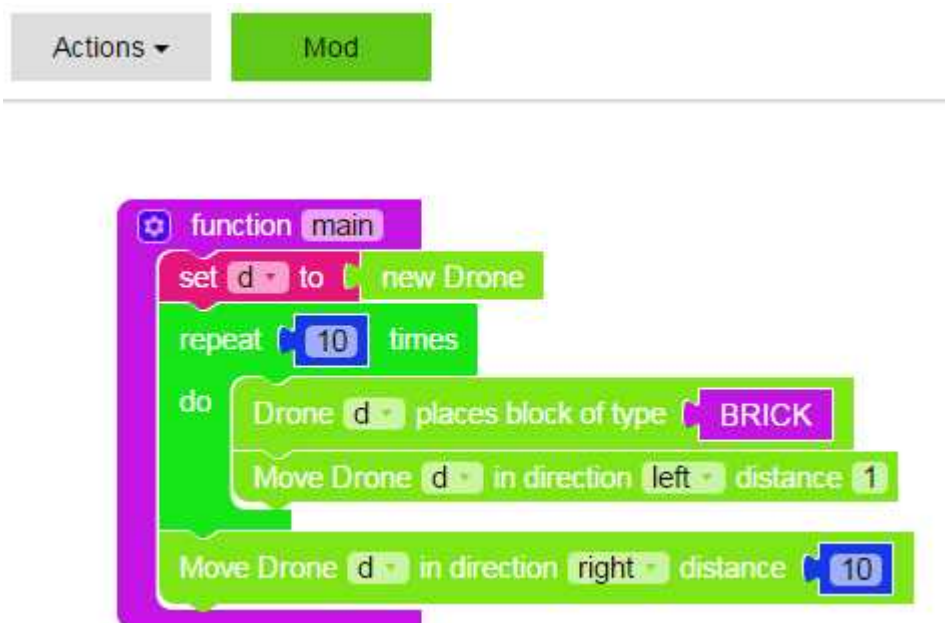 Actions Mod
function main
set d to new Drone
repeat 10 times
do Drone d places block of type BRICK
Move Drone d in direction left distance 1
Move Drone d in direction right distance 10